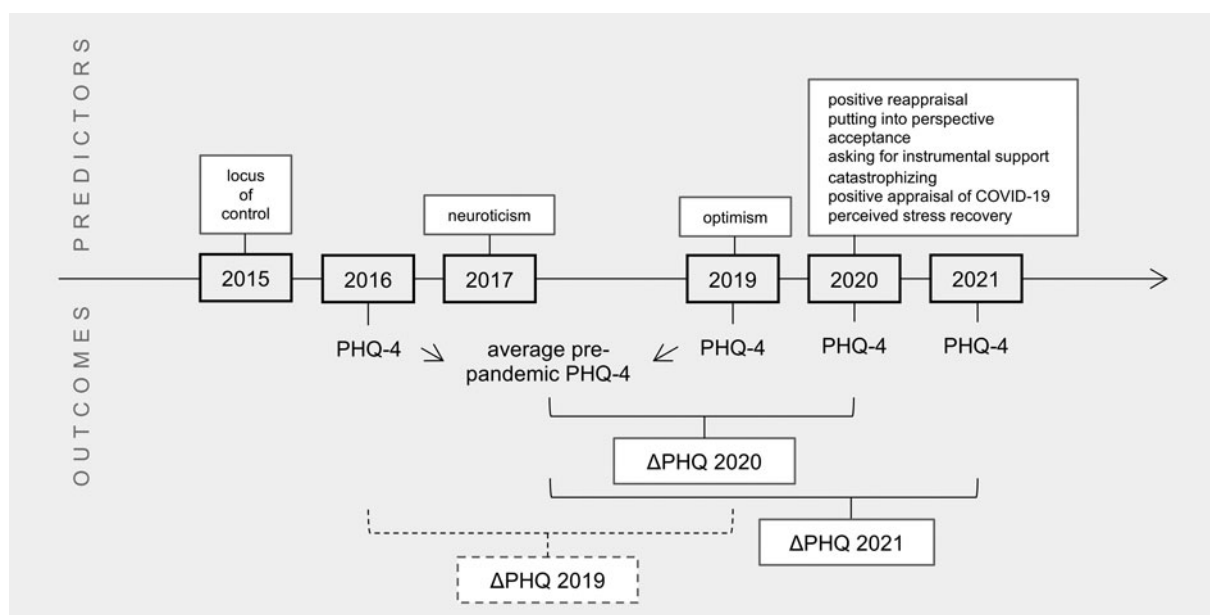 PREDICTORS
OUTCOMES
locus
of
control
neuroticism
optimism
positive reappraisal
putting into perspective
acceptance
asking for instrumental support
catastrophizing
positive appraisal of COVID-19
perceived stress recovery
2015
2016
2017
2019
2020
2021
PHQ-4
average pre-
pandemic PHQ-4
PHQ-4
PHQ-4
PHQ-4
ΔPHQ 2020
ΔPHQ 2021
ΔPHQ 2019